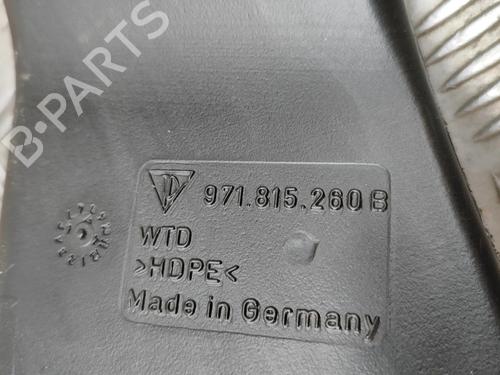 B-PARTS
971.815.260 B
WTD
>HDPE<
Made in Germany